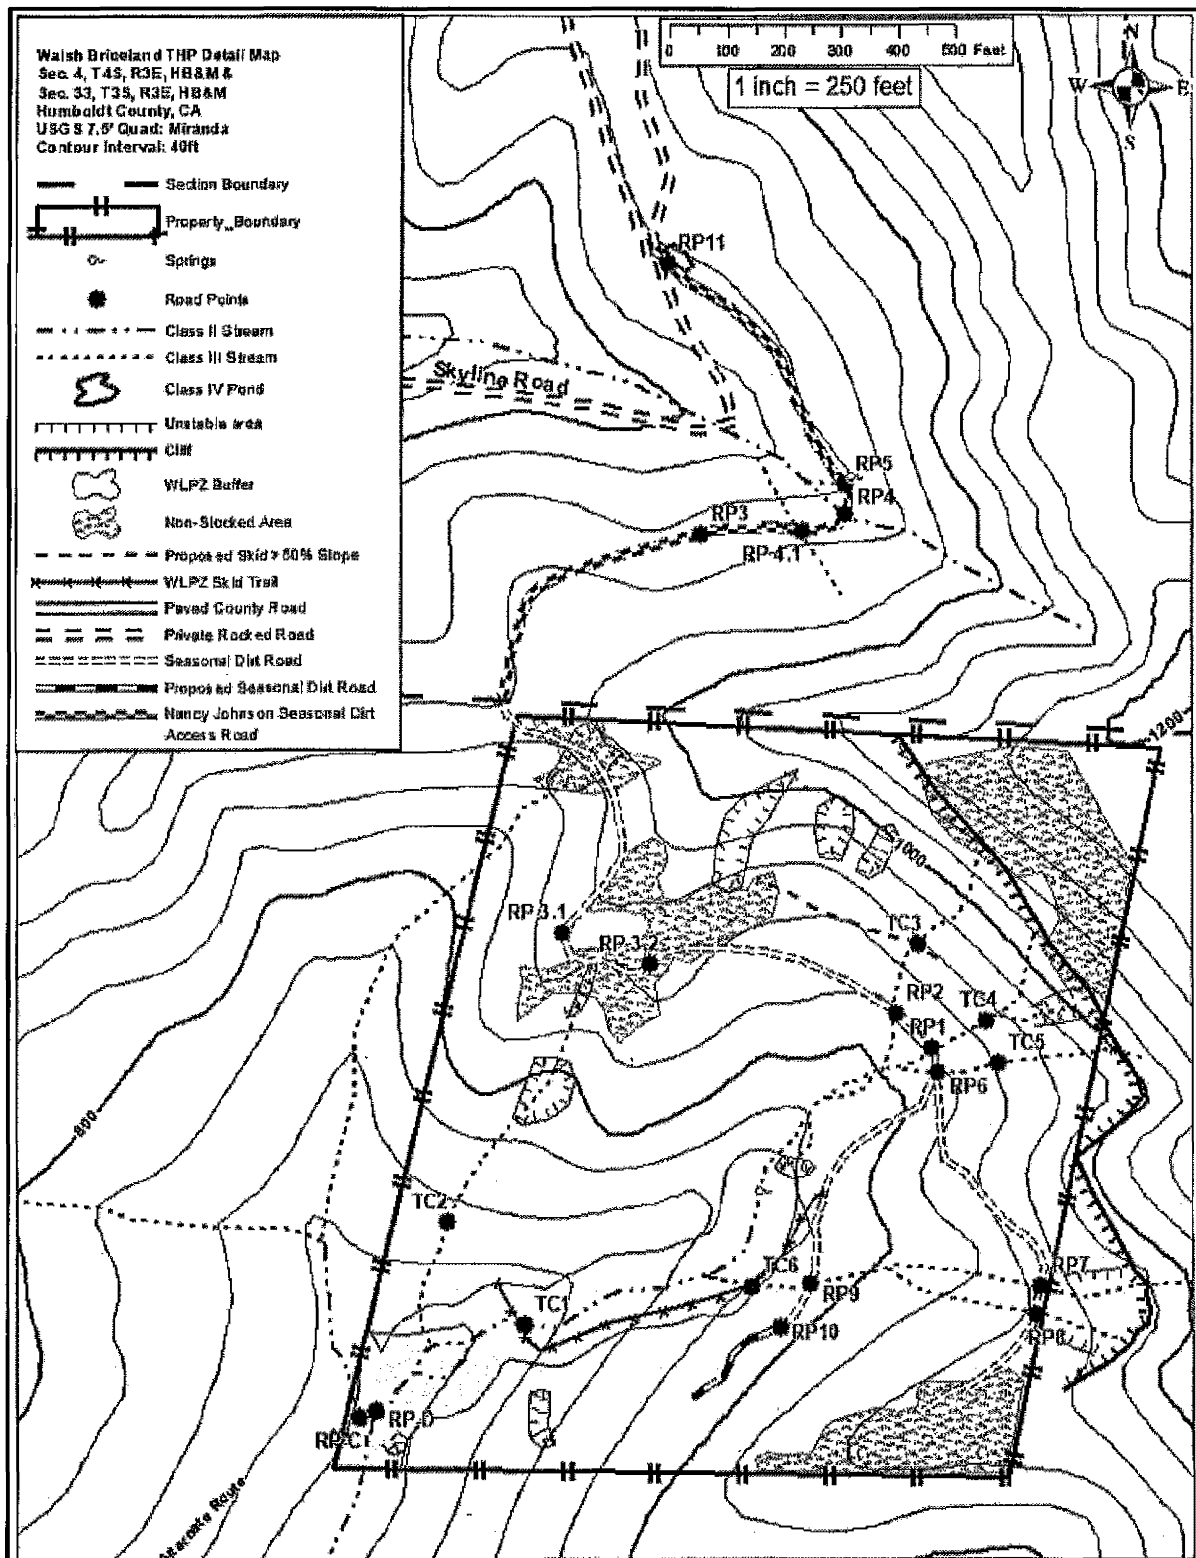 Walsh Briceland THP Detail Map
Sec. 4, T4S, R3E, HB&M &
Sec. 33, T3S, R3E, HB&M
Humboldt County, CA
USGS 7.5' Quad: Miranda
Contour Interval: 40ft
Section Boundary
Property_Boundary
Springs
Road Points
Class II Stream
Class III Stream
Class IV Pond
Unstable area
Cliff
WLPZ Buffer
Non-Stocked Area
Proposed Skid > 50% Slope
WLPZ Skid Trail
Paved County Road
Private Rocked Road
Seasonal Dirt Road
Proposed Seasonal Dirt Road
Nancy Johnson Seasonal Dirt
Access Road
0 100 200 300 400 500 Feet
1 inch = 250 feet
N
W E
S
RP11
Skyline Road
RP5
RP4
RP3
RP-4.1
1200
1000
RP-3.1
RP-3.2
TC3
RP2
TC4
RP1
TC5
RP6
800
TC2
TC6
RP7
RP9
TC1
RP10
RP8
RP-D
RP-C1
Route